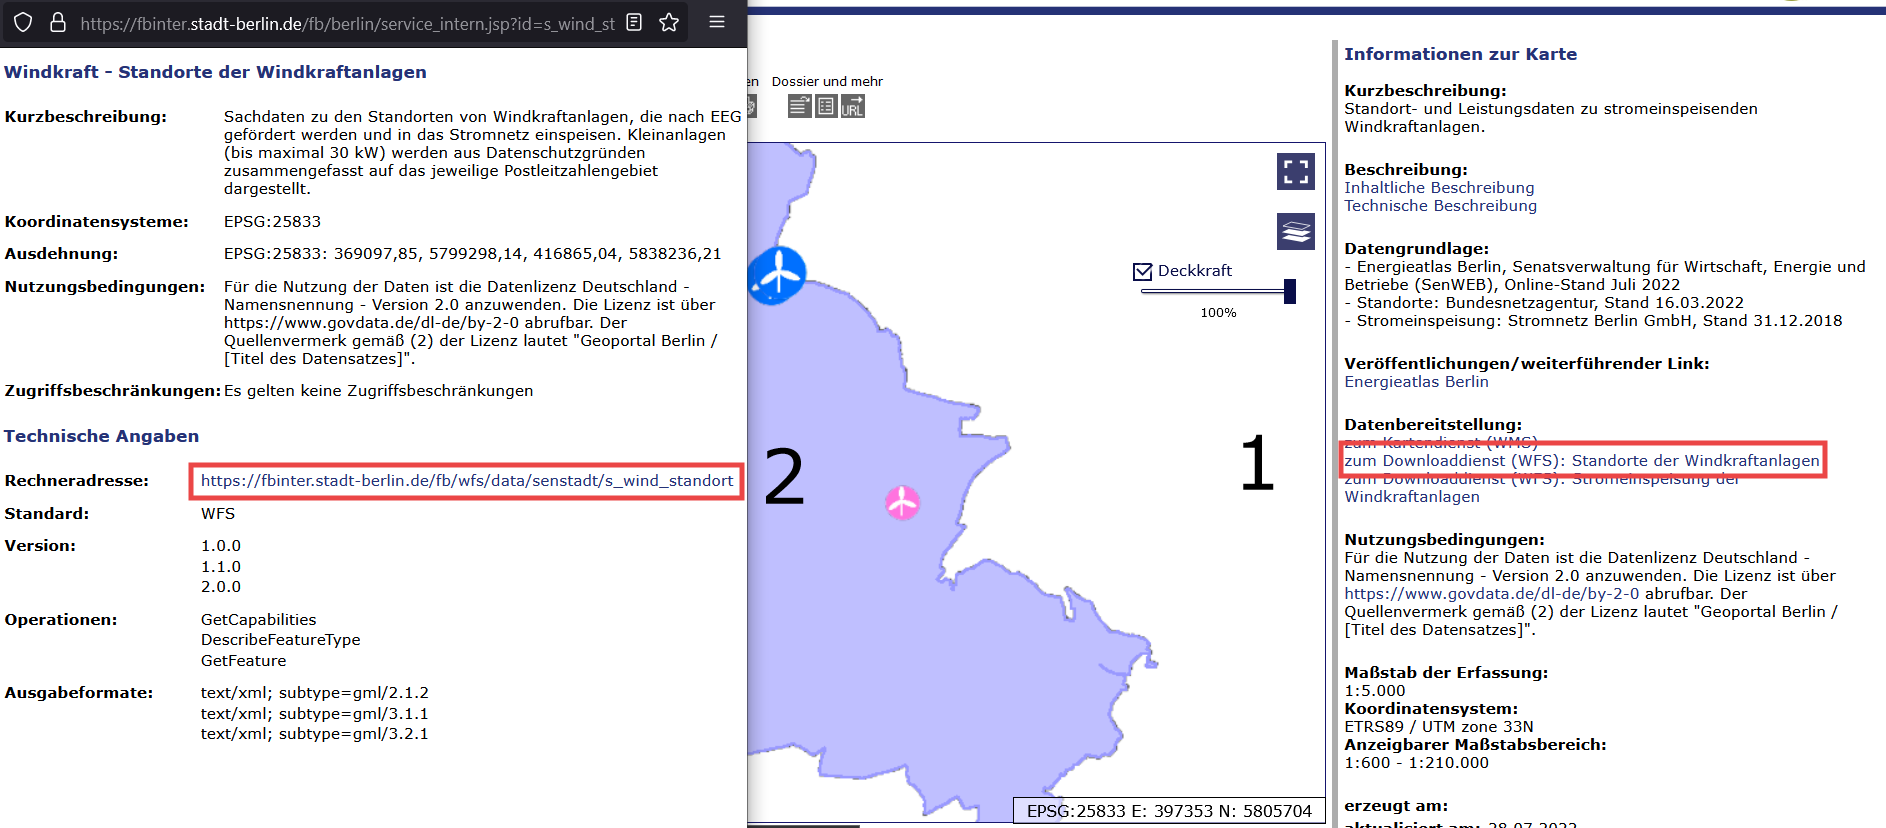 https://fbinter.stadt-berlin.de/fb/berlin/service_intern.jsp?id=s_wind_st
Windkraft - Standorte der Windkraftanlagen
Kurzbeschreibung: Sachdaten zu den Standorten von Windkraftanlagen, die nach EEG
gefördert werden und in das Stromnetz einspeisen. Kleinanlagen
(bis maximal 30 kW) werden aus Datenschutzgründen
zusammengefasst auf das jeweilige Postleitzahlengebiet
dargestellt.
Koordinatensysteme: EPSG:25833
Ausdehnung: EPSG:25833: 369097,85, 5799298,14, 416865,04, 5838236,21
Nutzungsbedingungen: Für die Nutzung der Daten ist die Datenlizenz Deutschland -
Namensnennung - Version 2.0 anzuwenden. Die Lizenz ist über
https://www.govdata.de/dl-de/by-2-0 abrufbar. Der
Quellenvermerk gemäß (2) der Lizenz lautet "Geoportal Berlin /
[Titel des Datensatzes]".
Zugriffsbeschränkungen: Es gelten keine Zugriffsbeschränkungen
Technische Angaben
Rechneradresse: https://fbinter.stadt-berlin.de/fb/wfs/data/senstadt/s_wind_standort
Standard: WFS
Version: 1.0.0
1.1.0
2.0.0
Operationen: GetCapabilities
DescribeFeatureType
GetFeature
Ausgabeformate: text/xml; subtype=gml/2.1.2
text/xml; subtype=gml/3.1.1
text/xml; subtype=gml/3.2.1
en Dossier und mehr
URL
Deckkraft
100%
2
1
EPSG:25833 E: 397353 N: 5805704
Informationen zur Karte
Kurzbeschreibung:
Standort- und Leistungsdaten zu stromeinspeisenden
Windkraftanlagen.
Beschreibung:
Inhaltliche Beschreibung
Technische Beschreibung
Datengrundlage:
- Energieatlas Berlin, Senatsverwaltung für Wirtschaft, Energie und
Betriebe (SenWEB), Online-Stand Juli 2022
- Standorte: Bundesnetzagentur, Stand 16.03.2022
- Stromeinspeisung: Stromnetz Berlin GmbH, Stand 31.12.2018
Veröffentlichungen/weiterführender Link:
Energieatlas Berlin
Datenbereitstellung:
zum Kartendienst (WMS)
zum Downloaddienst (WFS): Standorte der Windkraftanlagen
zum Downloaddienst (WFS): Stromeinspeisung der
Windkraftanlagen
Nutzungsbedingungen:
Für die Nutzung der Daten ist die Datenlizenz Deutschland -
Namensnennung - Version 2.0 anzuwenden. Die Lizenz ist über
https://www.govdata.de/dl-de/by-2-0 abrufbar. Der
Quellenvermerk gemäß (2) der Lizenz lautet "Geoportal Berlin /
[Titel des Datensatzes]".
Maßstab der Erfassung:
1:5.000
Koordinatensystem:
ETRS89 / UTM zone 33N
Anzeigbarer Maßstabsbereich:
1:600 - 1:210.000
erzeugt am:
aktualisiert am: 28.07.2022